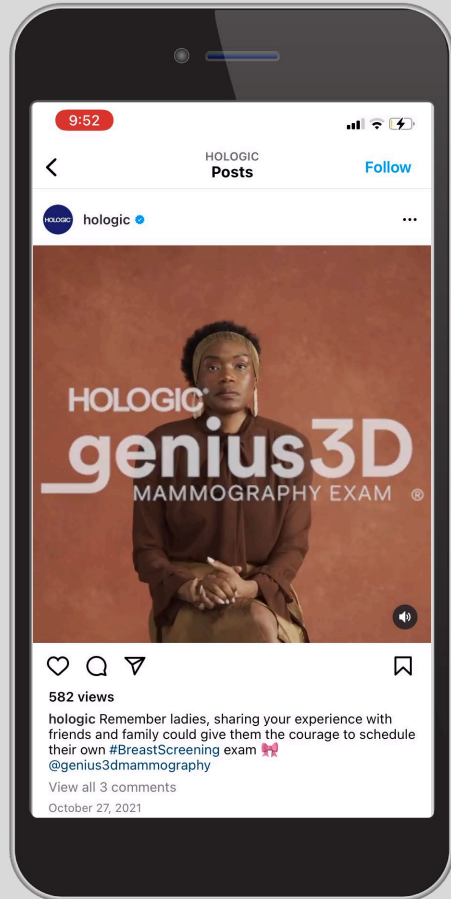 9:52
HOLOGIC
Posts
Follow
HOLOGIC
hologic
HOLOGIC®
genius3D
MAMMOGRAPHY EXAM ®
582 views
hologic Remember ladies, sharing your experience with
friends and family could give them the courage to schedule
their own #BreastScreening exam 🎀
@genius3dmammography
View all 3 comments
October 27, 2021